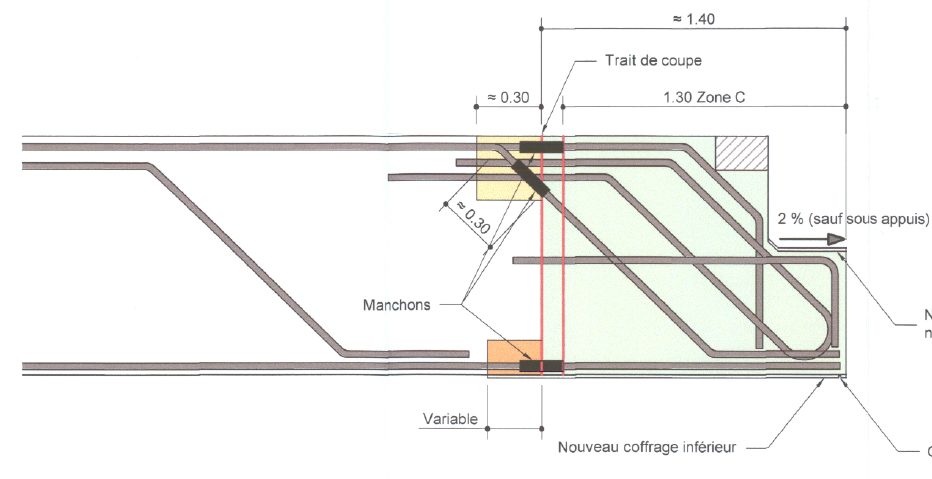 ≈ 1.40
Trait de coupe
≈ 0.30
1.30 Zone C
2 % (sauf sous appuis)
≈ 0.30
Manchons
N
n
Variable
Nouveau coffrage inférieur